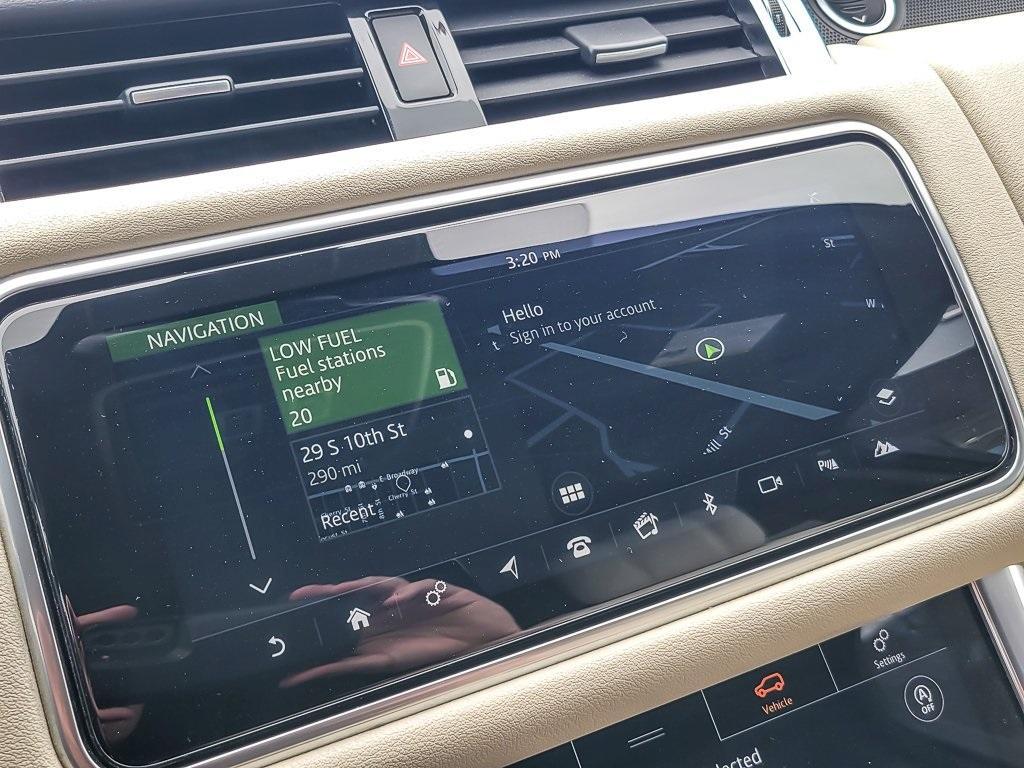 3:20 PM
St
NAVIGATION
Hello
Sign in to your account
W
LOW FUEL
Fuel stations
nearby
20
29 S 10th St
290 mi
E Broadway
Cherry St
Recent
Settings
Vehicle
A
OFF